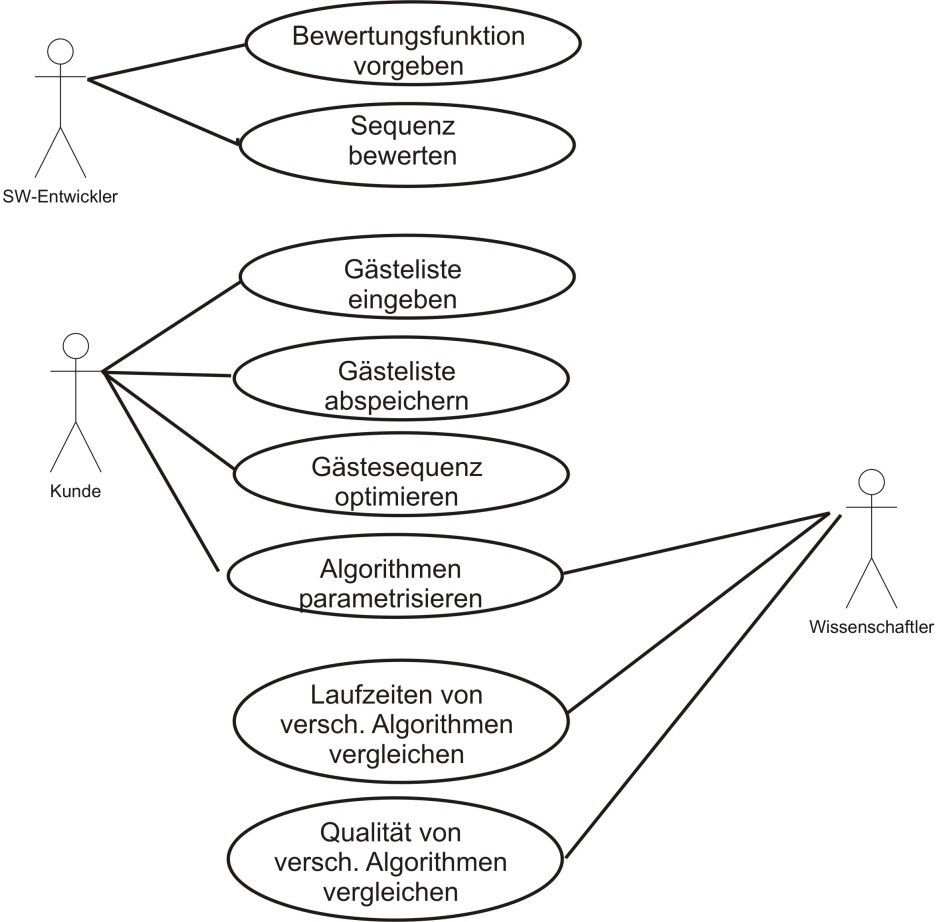 Bewertungsfunktion
vorgeben
Sequenz
bewerten
SW-Entwickler
Gästeliste
eingeben
Gästeliste
abspeichern
Gästesequenz
optimieren
Kunde
Algorithmen
parametrisieren
Wissenschaftler
Laufzeiten von
versch. Algorithmen
vergleichen
Qualität von
versch. Algorithmen
vergleichen